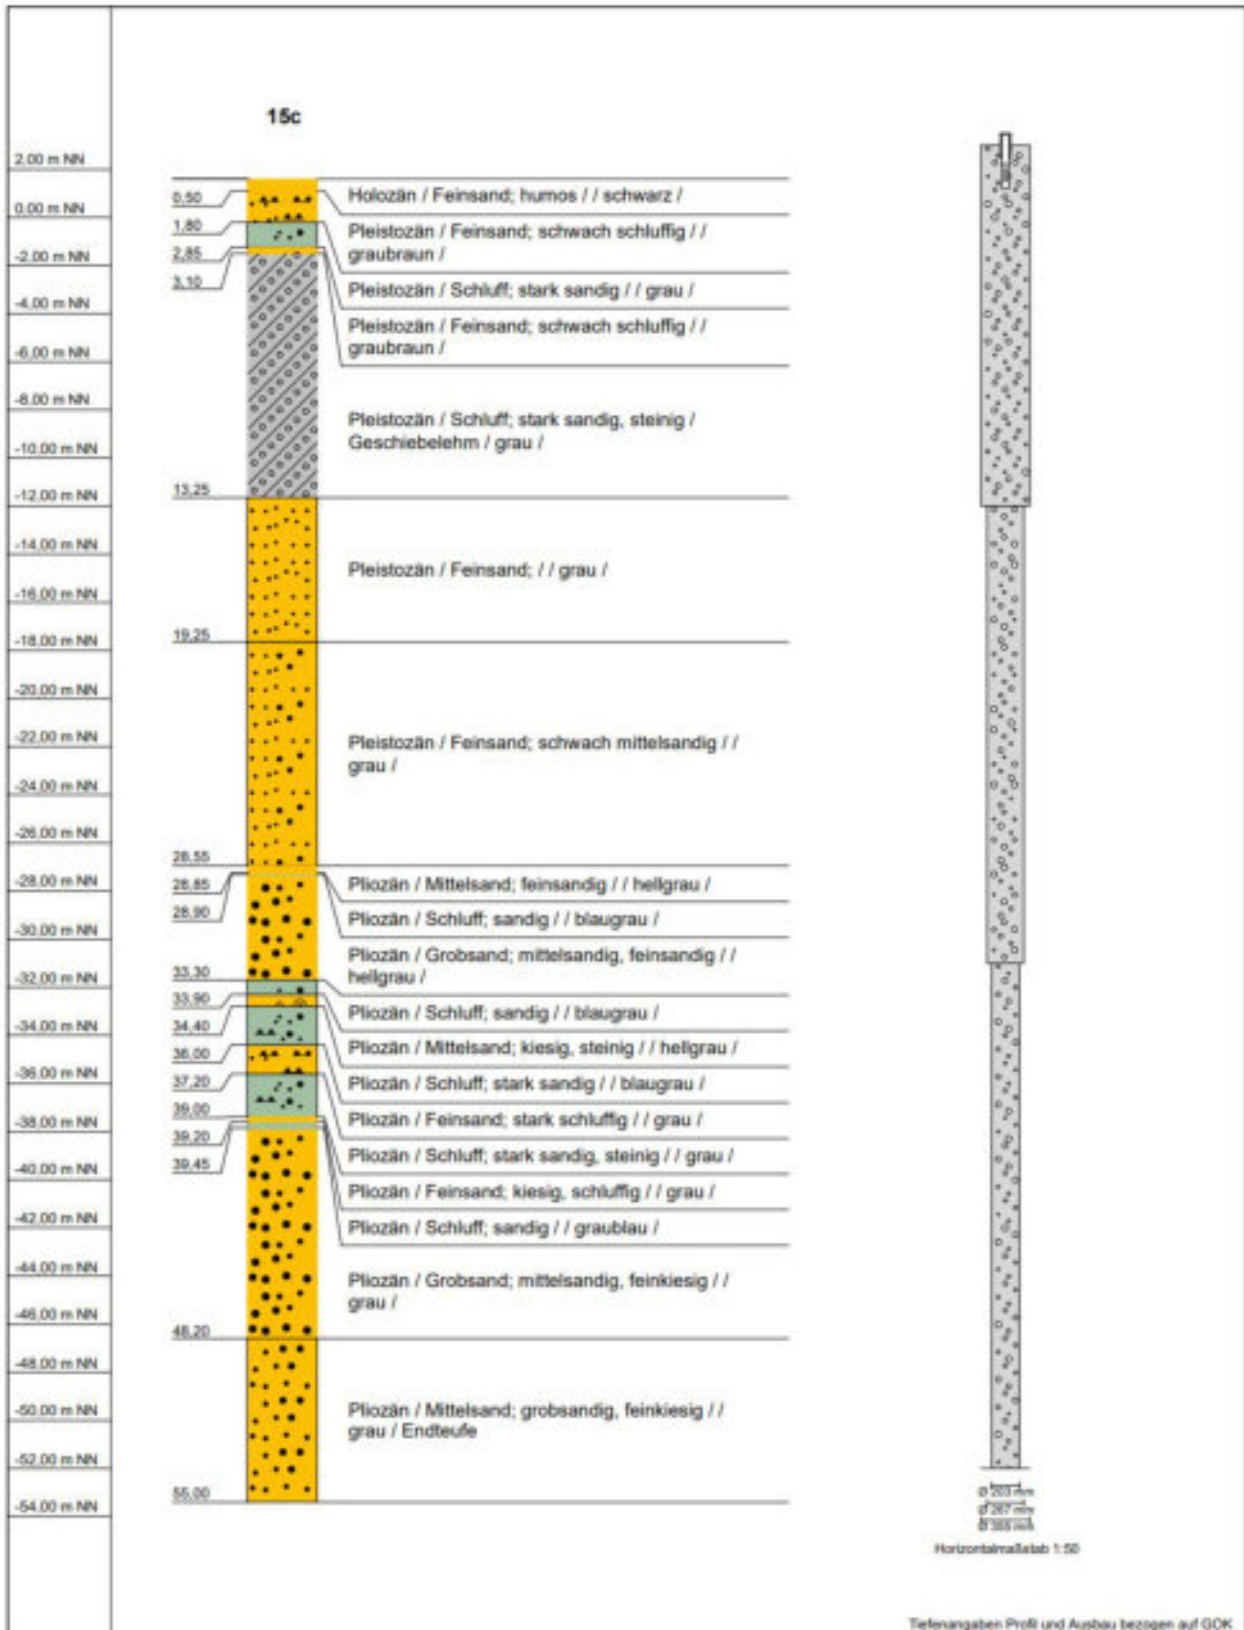 15c
2.00 m NN
0.00 m NN
-2.00 m NN
-4.00 m NN
-6.00 m NN
-8.00 m NN
-10.00 m NN
-12.00 m NN
-14.00 m NN
-16.00 m NN
-18.00 m NN
-20.00 m NN
-22.00 m NN
-24.00 m NN
-26.00 m NN
-28.00 m NN
-30.00 m NN
-32.00 m NN
-34.00 m NN
-36.00 m NN
-38.00 m NN
-40.00 m NN
-42.00 m NN
-44.00 m NN
-46.00 m NN
-48.00 m NN
-50.00 m NN
-52.00 m NN
-54.00 m NN
0,50
1,80
2,85
3,10
13,25
19,25
28,55
28,85
28,90
33,30
33,90
34,40
36,00
37,20
39,00
39,20
39,45
48,20
55,00
Holozän / Feinsand; humos / / schwarz /
Pleistozän / Feinsand; schwach schluffig / /
graubraun /
Pleistozän / Schluff; stark sandig / / grau /
Pleistozän / Feinsand; schwach schluffig / /
graubraun /
Pleistozän / Schluff; stark sandig, steinig /
Geschiebelehm / grau /
Pleistozän / Feinsand; / / grau /
Pleistozän / Feinsand; schwach mittelsandig / /
grau /
Pliozän / Mittelsand; feinsandig / / hellgrau /
Pliozän / Schluff; sandig / / blaugrau /
Pliozän / Grobsand; mittelsandig, feinsandig / /
hellgrau /
Pliozän / Schluff; sandig / / blaugrau /
Pliozän / Mittelsand; kiesig, steinig / / hellgrau /
Pliozän / Schluff; stark sandig / / blaugrau /
Pliozän / Feinsand; stark schluffig / / grau /
Pliozän / Schluff; stark sandig, steinig / / grau /
Pliozän / Feinsand; kiesig, schluffig / / grau /
Pliozän / Schluff; sandig / / graublau /
Pliozän / Grobsand; mittelsandig, feinkiesig / /
grau /
Pliozän / Mittelsand; grobsandig, feinkiesig / /
grau / Endteufe
Ø 203 mm
Ø 267 mm
Ø mm
Horizontalmaßstab 1:50
Tiefenangaben Profil und Ausbau bezogen auf GOK